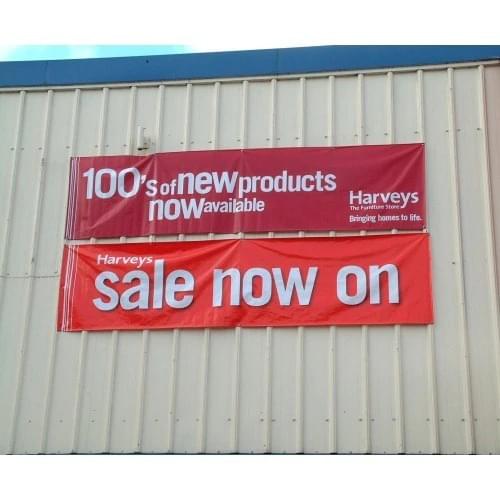 100's of new products
now available
Harveys
The Furniture Store
Bringing homes to life.
Harveys
sale now on